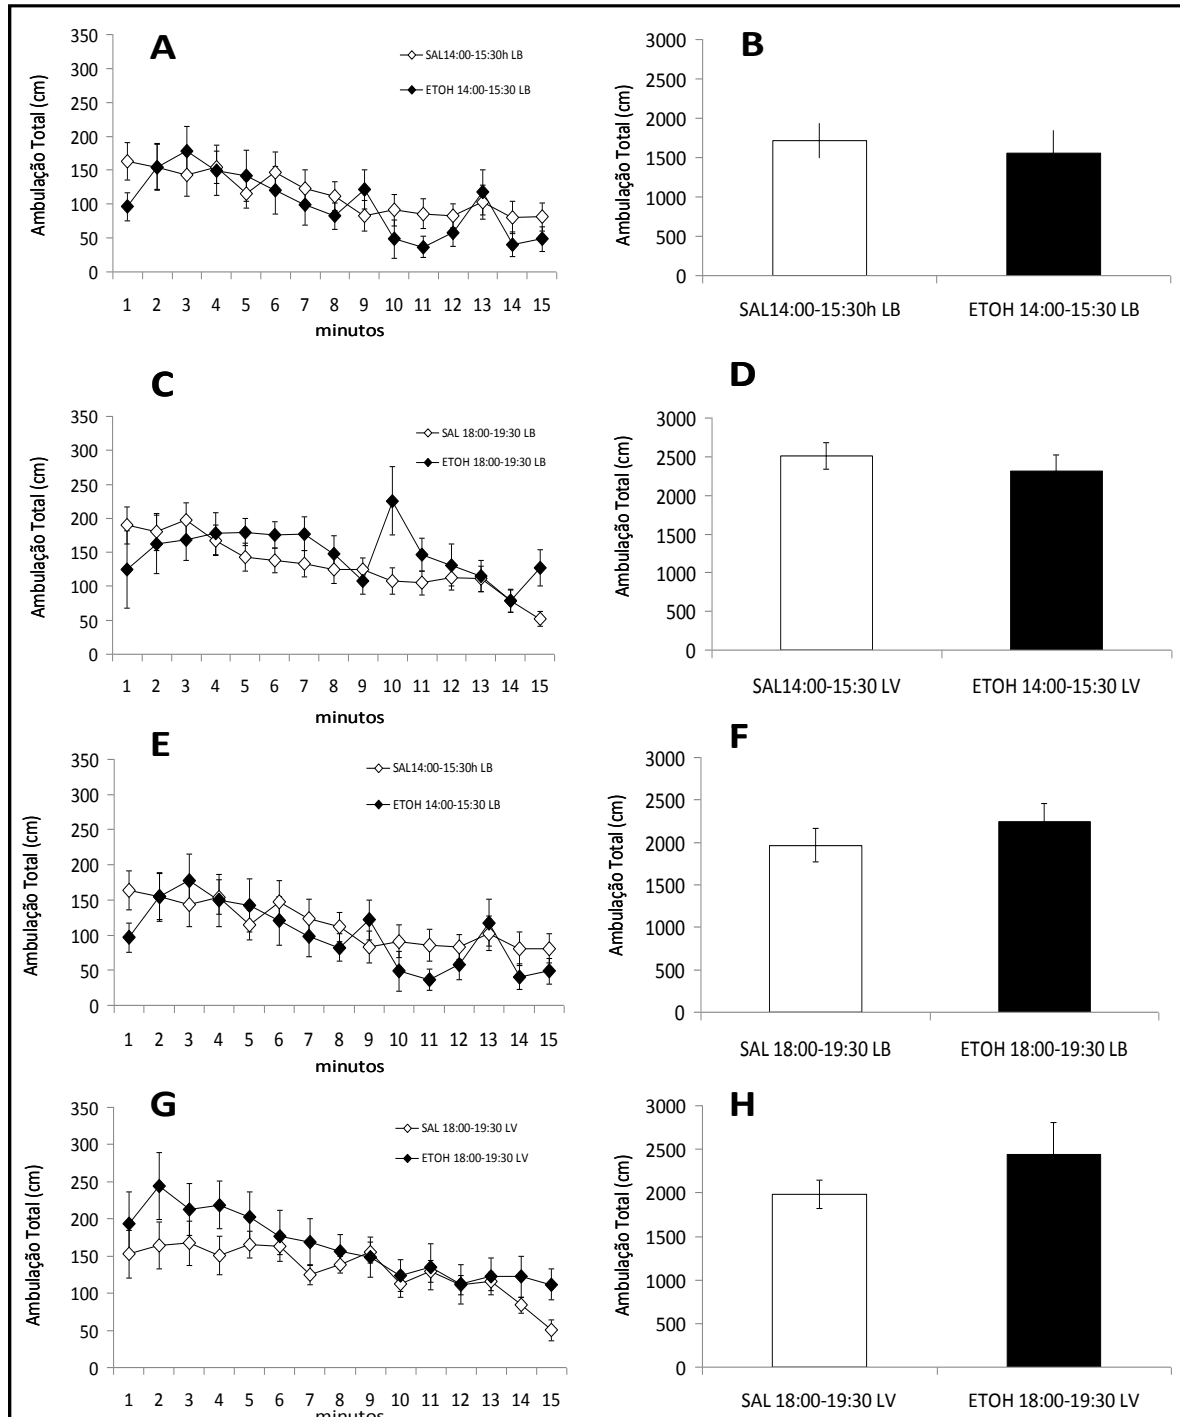 A
350
300
250
200
150
100
50
0
Ambulação Total (cm)
SAL14:00-15:30h LB
ETOH 14:00-15:30 LB
1 2 3 4 5 6 7 8 9 10 11 12 13 14 15
minutos
B
3000
2500
2000
1500
1000
500
0
Ambulação Total (cm)
SAL14:00-15:30h LB ETOH 14:00-15:30 LB
C
350
300
250
200
150
100
50
0
Ambulação Total (cm)
SAL 18:00-19:30 LB
ETOH 18:00-19:30 LB
1 2 3 4 5 6 7 8 9 10 11 12 13 14 15
minutos
D
3000
2500
2000
1500
1000
500
0
Ambulação Total (cm)
SAL14:00-15:30 LV ETOH 14:00-15:30 LV
E
350
300
250
200
150
100
50
0
Ambulação Total (cm)
SAL14:00-15:30h LB
ETOH 14:00-15:30 LB
1 2 3 4 5 6 7 8 9 10 11 12 13 14 15
minutos
F
3000
2500
2000
1500
1000
500
0
Ambulação Total (cm)
SAL 18:00-19:30 LB ETOH 18:00-19:30 LB
G
350
300
250
200
150
100
50
0
Ambulação Total (cm)
SAL 18:00-19:30 LV
ETOH 18:00-19:30 LV
1 2 3 4 5 6 7 8 9 10 11 12 13 14 15
minutos
H
3000
2500
2000
1500
1000
500
0
Ambulação Total (cm)
SAL 18:00-19:30 LV ETOH 18:00-19:30 LV